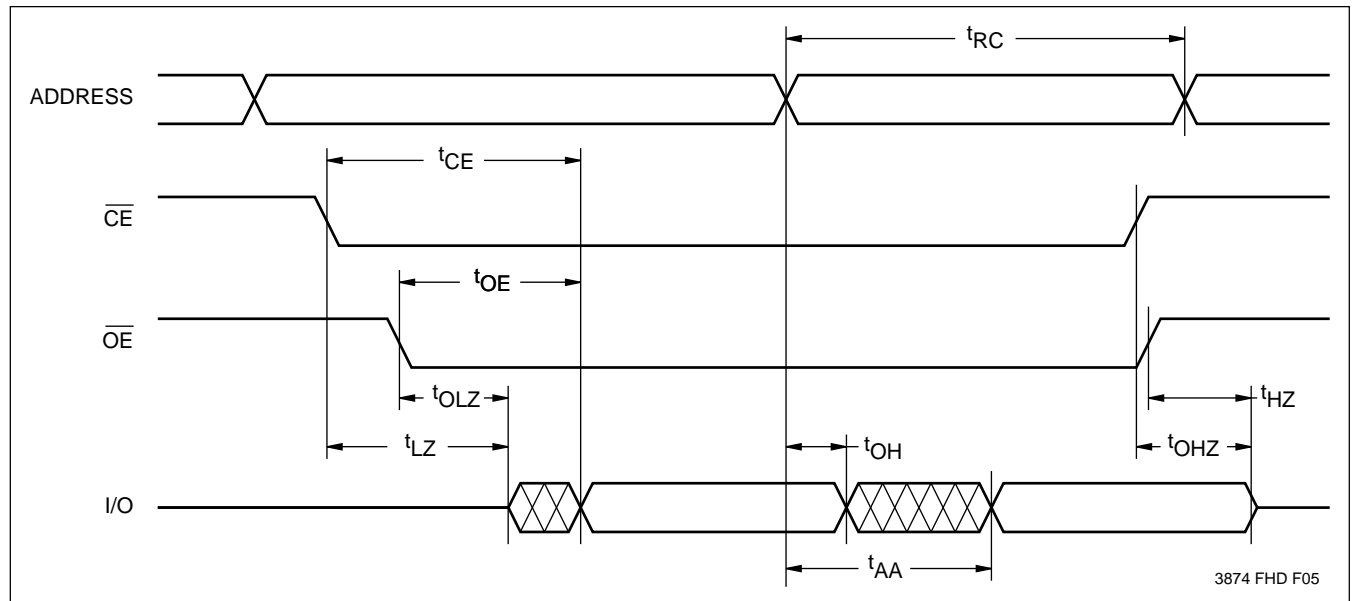 tRC
ADDRESS
tCE
CE
tOE
OE
tOLZ
tHZ
tLZ
tOH
tOHZ
I/O
tAA
3874 FHD F05